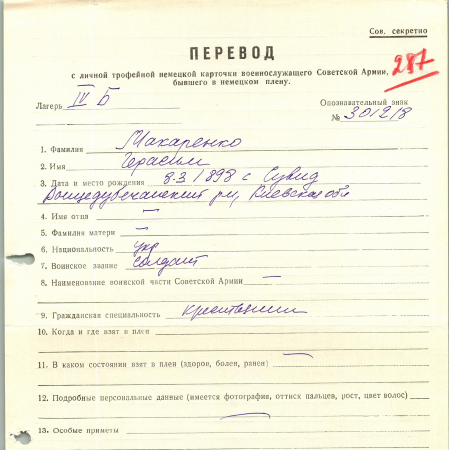 Сов. секретно
ПЕРЕВОД
287
с личной трофейной немецкой карточки военнослужащего Советской Армии,
бывшего в немецком плену.
Лагерь IV Б
Опознавательный знак
№ 301218
1. Фамилия Макаренко
2. Имя Герасим
3. Дата и место рождения 8.3.1898 с Сувид
Вышедубечанский р-н, Киевская обл
4. Имя отца —
5. Фамилия матери —
6. Национальность укр
7. Воинское звание солдат
8. Наименование воинской части Советской Армии —
9. Гражданская специальность крестьянин
10. Когда и где взят в плен
11. В каком состоянии взят в плен (здоров, болен, ранен) —
12. Подробные персональные данные (имеется фотография, оттиск пальцев, рост, цвет волос)
—
13. Особые приметы